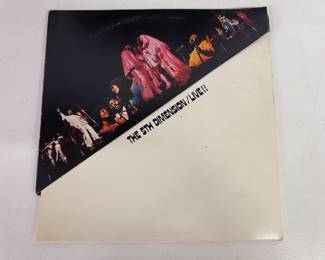 THE 5TH DIMENSION / LIVE!!